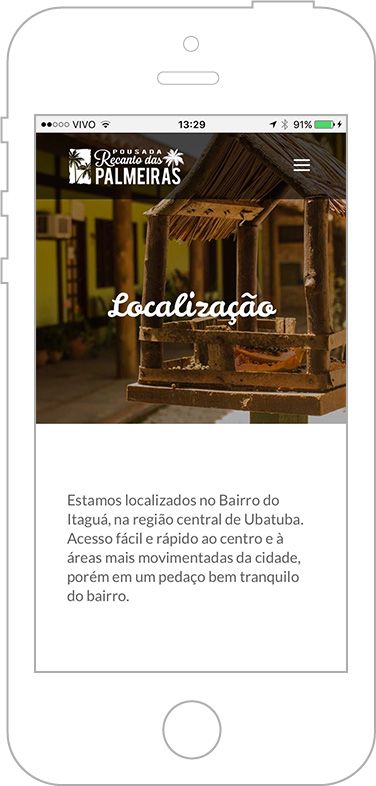 VIVO 13:29 91%
POUSADA
Recanto das
PALMEIRAS
Localização
Estamos localizados no Bairro do
Itaguá, na região central de Ubatuba.
Acesso fácil e rápido ao centro e à
áreas mais movimentadas da cidade,
porém em um pedaço bem tranquilo
do bairro.